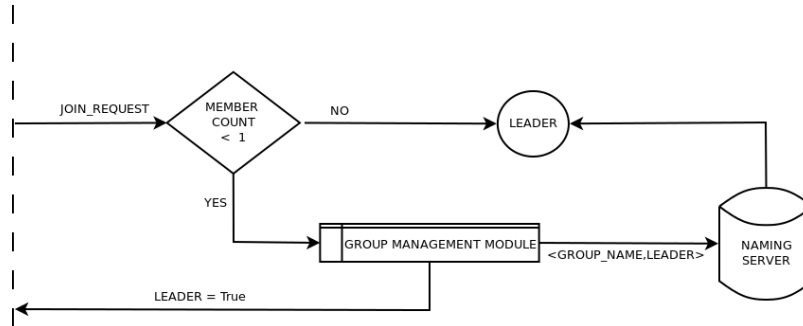 JOIN_REQUEST
MEMBER
COUNT
< 1
NO
LEADER
YES
GROUP MANAGEMENT MODULE
<GROUP_NAME,LEADER>
NAMING
SERVER
LEADER = True